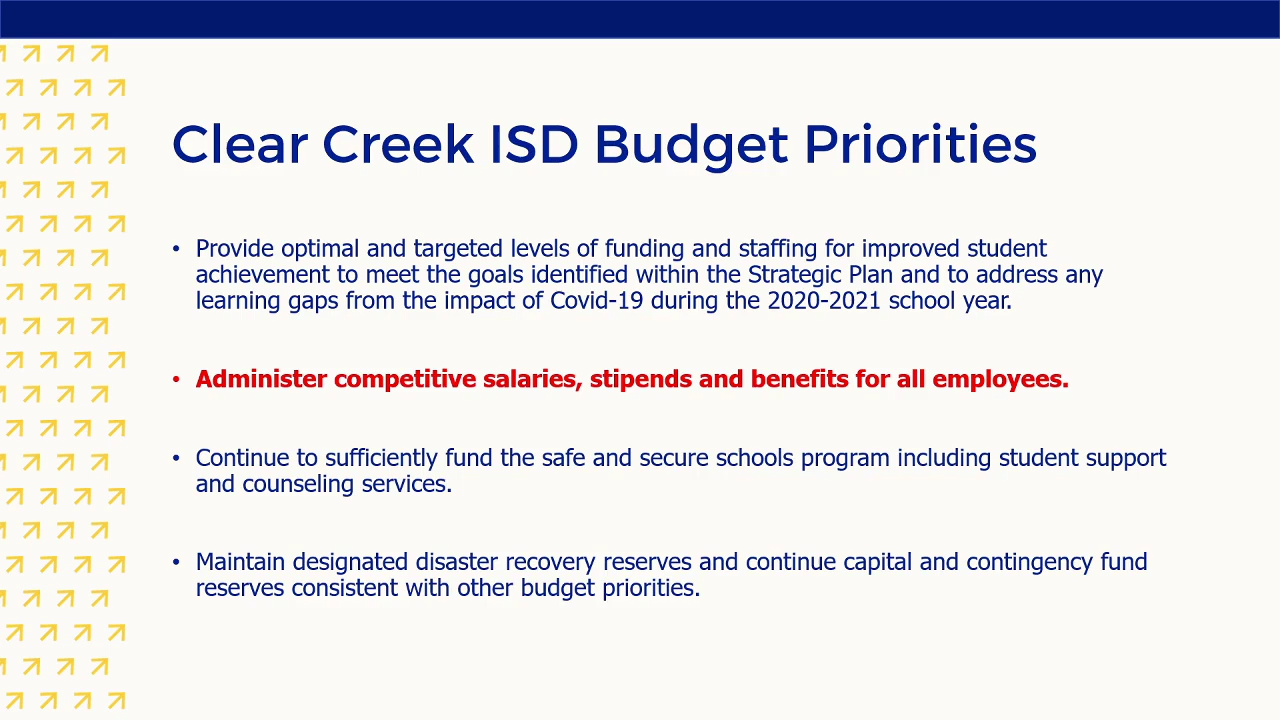 Clear Creek ISD Budget Priorities
• Provide optimal and targeted levels of funding and staffing for improved student
achievement to meet the goals identified within the Strategic Plan and to address any
learning gaps from the impact of Covid-19 during the 2020-2021 school year.
• Administer competitive salaries, stipends and benefits for all employees.
• Continue to sufficiently fund the safe and secure schools program including student support
and counseling services.
• Maintain designated disaster recovery reserves and continue capital and contingency fund
reserves consistent with other budget priorities.